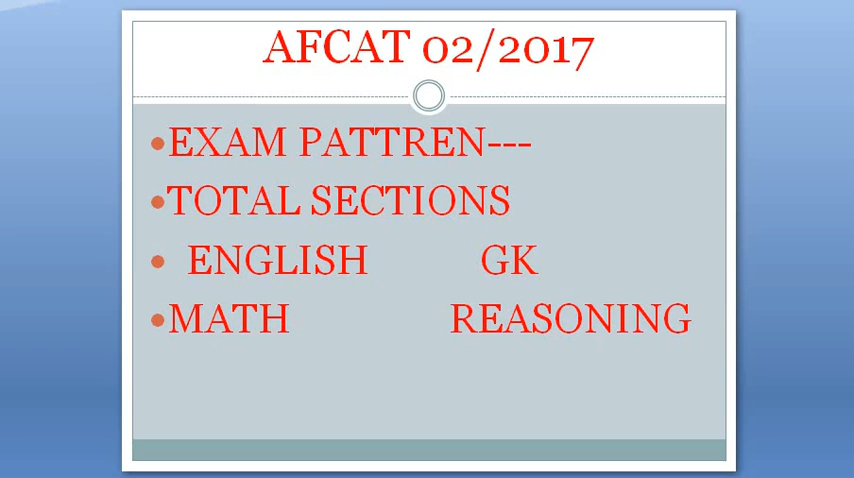 AFCAT 02/2017
•EXAM PATTREN---
•TOTAL SECTIONS
• ENGLISH GK
•MATH REASONING